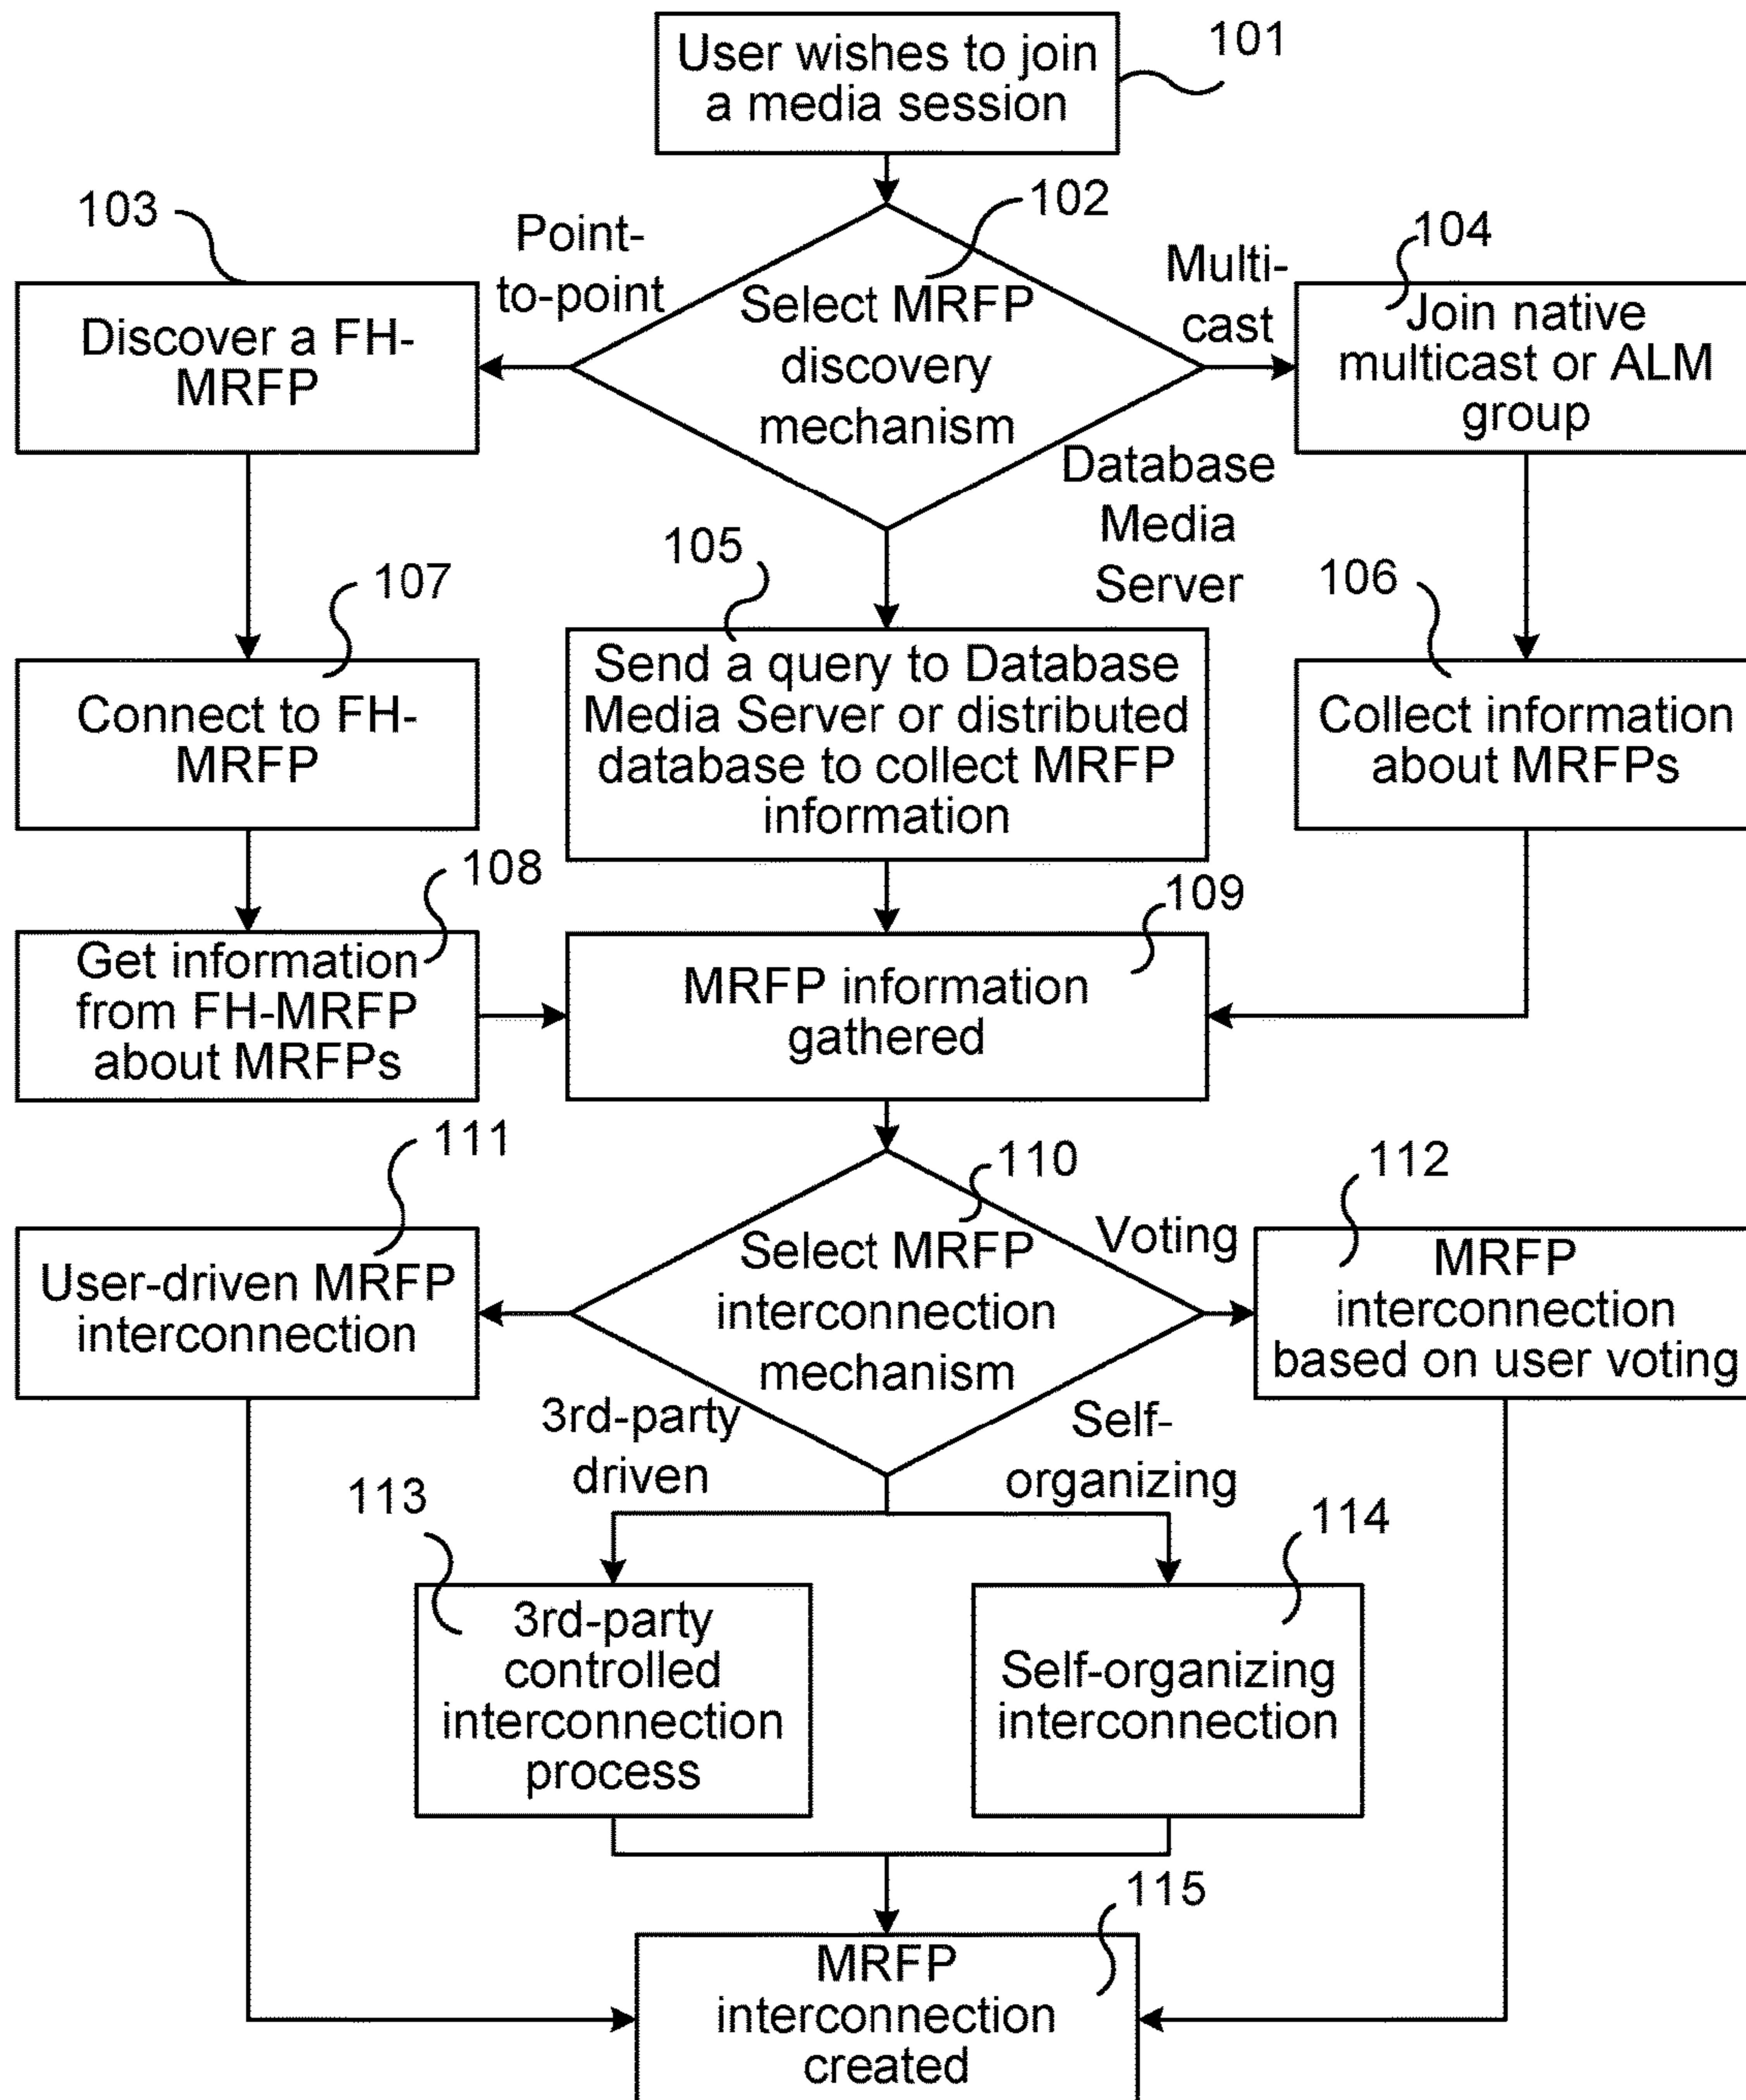 User wishes to join
a media session
101
102
103
Point-
to-point
Multi-
cast
104
Discover a FH-
MRFP
Select MRFP
discovery
mechanism
Join native
multicast or ALM
group
Database
Media
Server
105
106
107
Connect to FH-
MRFP
Send a query to Database
Media Server or distributed
database to collect MRFP
information
Collect information
about MRFPs
108
109
Get information
from FH-MRFP
about MRFPs
MRFP information
gathered
111
110
112
User-driven MRFP
interconnection
Select MRFP
interconnection
mechanism
Voting
MRFP
interconnection
based on user voting
3rd-party
driven
Self-
organizing
113
114
3rd-party
controlled
interconnection
process
Self-organizing
interconnection
115
MRFP
interconnection
created